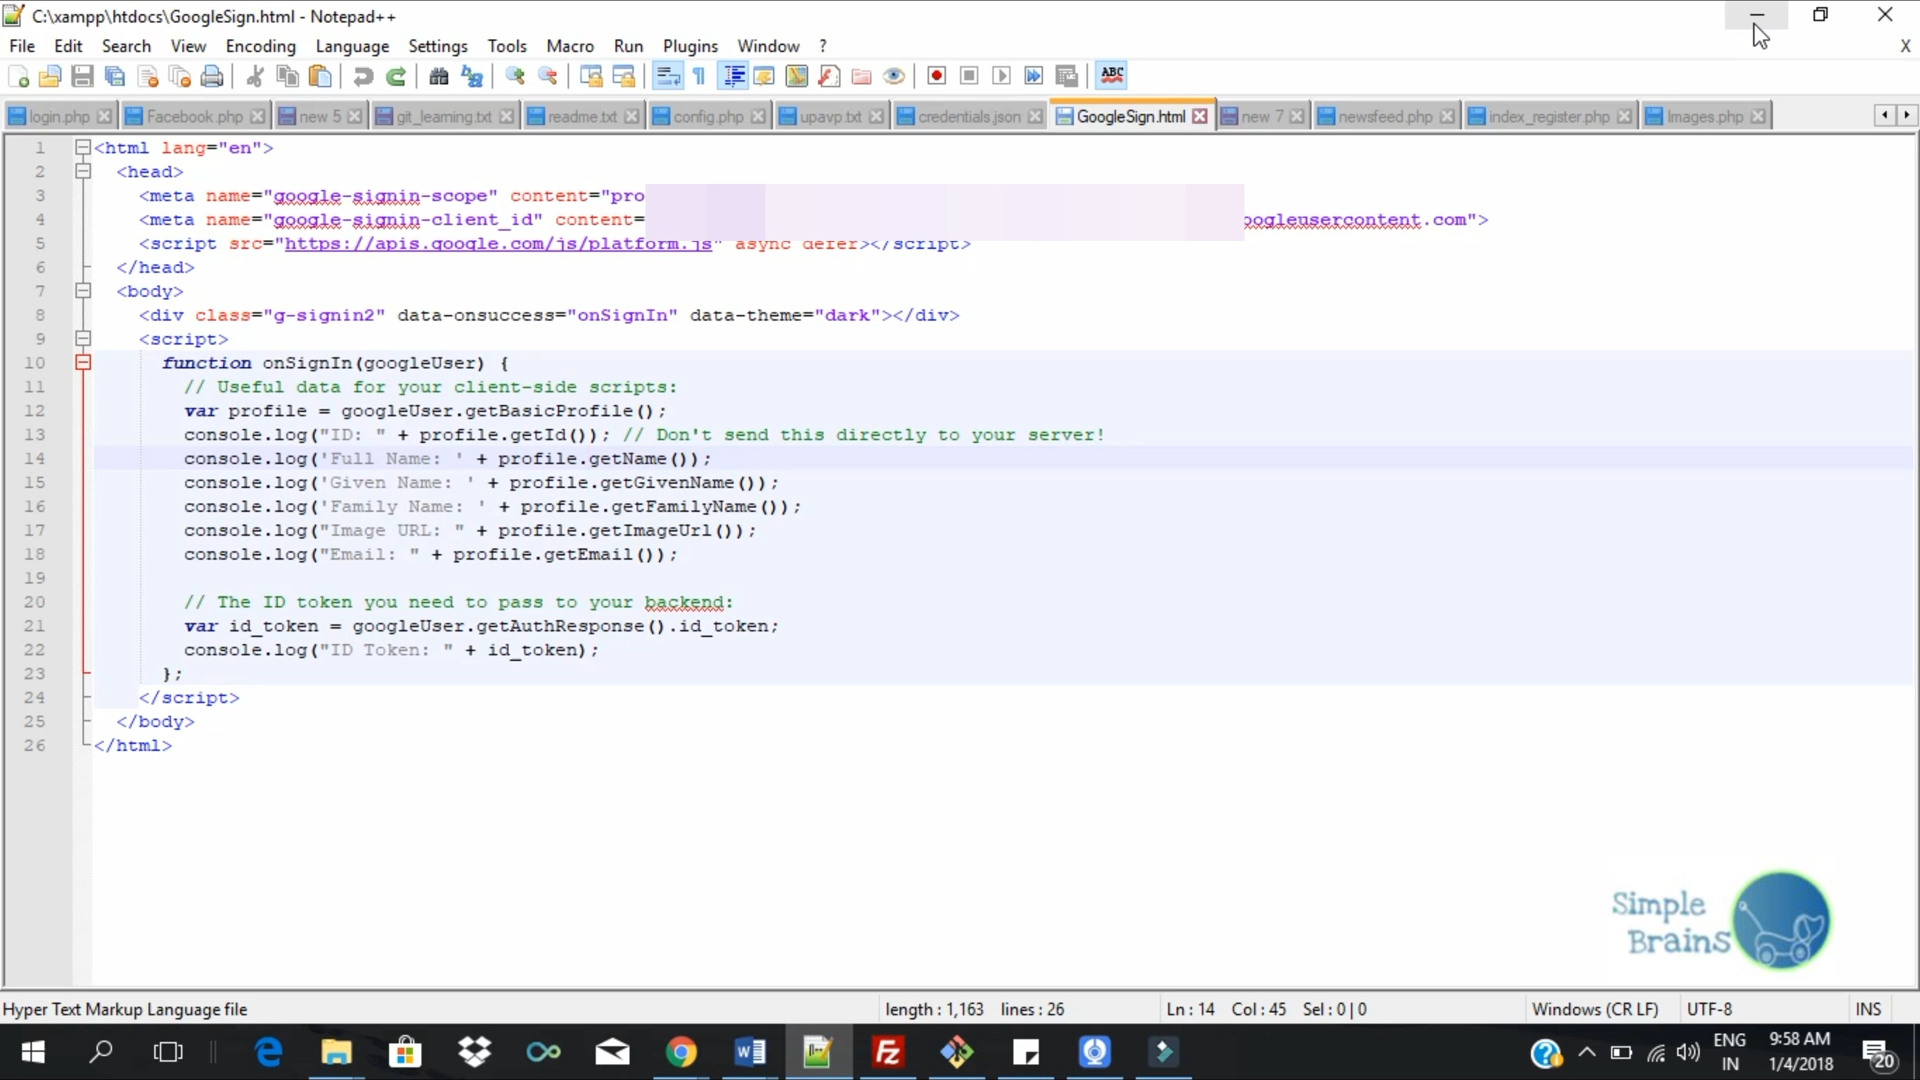 C:\xampp\htdocs\GoogleSign.html - Notepad++
File Edit Search View Encoding Language Settings Tools Macro Run Plugins Window ? X
ABC
login.php Facebook.php new 5 git_learning.txt readme.txt config.php upavp.txt credentials.json GoogleSign.html new 7 newsfeed.php index_register.php Images.php
1 <html lang="en">
2 <head>
3 <meta name="google-signin-scope" content="pro
4 <meta name="google-signin-client_id" content= oogleusercontent.com">
5 <script src="https://apis.google.com/js/platform.js" async defer></script>
6 </head>
7 <body>
8 <div class="g-signin2" data-onsuccess="onSignIn" data-theme="dark"></div>
9 <script>
10 function onSignIn(googleUser) {
11 // Useful data for your client-side scripts:
12 var profile = googleUser.getBasicProfile();
13 console.log("ID: " + profile.getId()); // Don't send this directly to your server!
14 console.log('Full Name: ' + profile.getName());
15 console.log('Given Name: ' + profile.getGivenName());
16 console.log('Family Name: ' + profile.getFamilyName());
17 console.log("Image URL: " + profile.getImageUrl());
18 console.log("Email: " + profile.getEmail());
19
20 // The ID token you need to pass to your backend:
21 var id_token = googleUser.getAuthResponse().id_token;
22 console.log("ID Token: " + id_token);
23 };
24 </script>
25 </body>
26 </html>
Simple
Brains
Hyper Text Markup Language file length : 1,163 lines : 26 Ln : 14 Col : 45 Sel : 0 | 0 Windows (CR LF) UTF-8 INS
ENG 9:58 AM
IN 1/4/2018 20